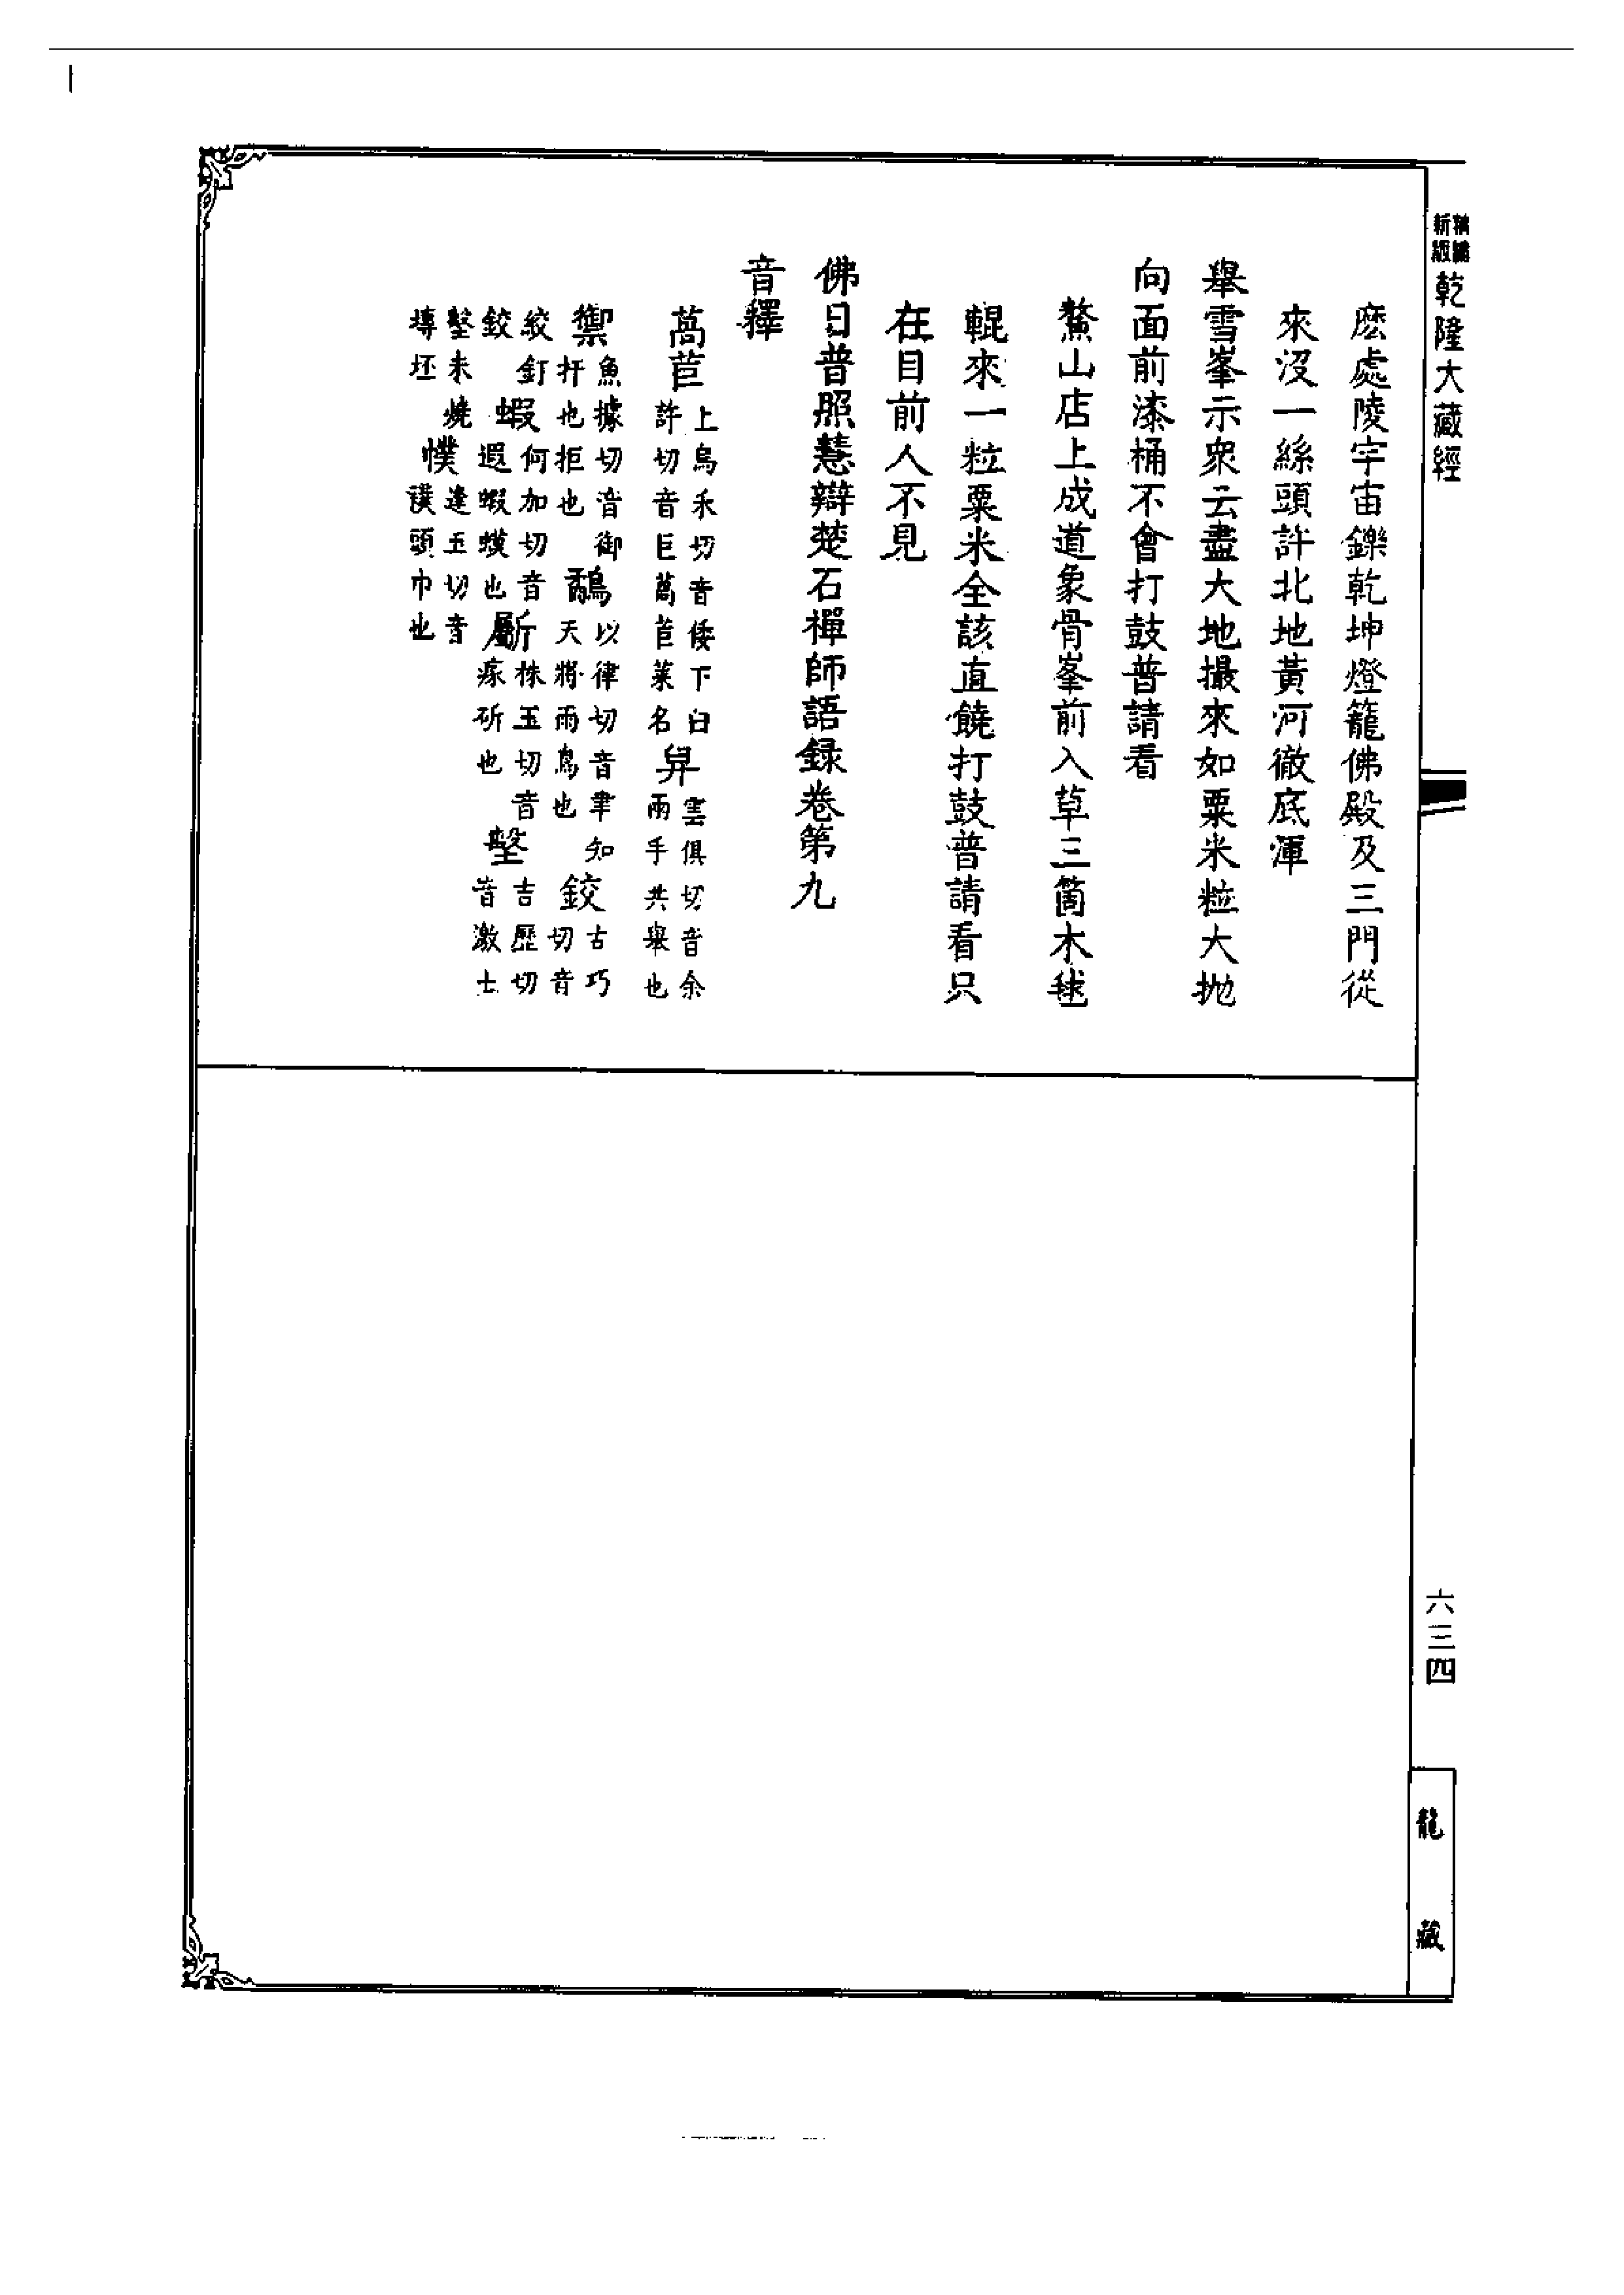 新編
縮版
乾隆大藏經
麽處陵宇宙鑠乾坤燈籠佛殿及三門從
來沒一絲頭許北地黃河徹底渾
舉雪峯示衆云盡大地撮來如粟米粒大拋
向面前漆桶不會打鼓普請看
鰲山店上成道象骨峯前入草三箇木毬
輥來一粒粟米全該直饒打鼓普請看只
在目前人不見
佛日普照慧辯楚石禪師語録卷第九
音釋
萵苣上烏禾切音倭下臼許切音巨萵苣菜名 舁雲俱切音余兩手共舉也
禦魚據切音御扞也拒也 鷸以律切音聿知天將雨鳥也 鉸古巧切音
絞釘鉸 蝦何加切音遐蝦蟆也 斸株玉切音瘃斫也 墼吉歷切音激土
墼未燒塼坯 幞逢玉切音襆頭巾也
六三四
龍藏